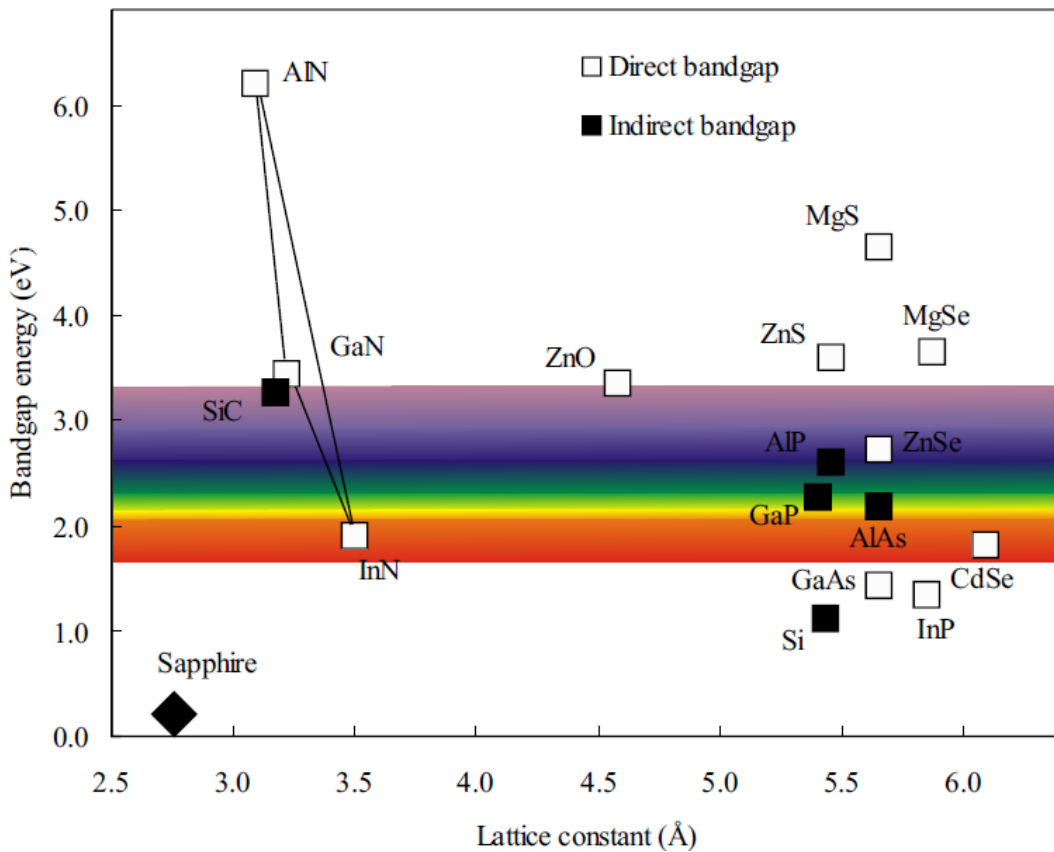 AlN
Direct bandgap
Indirect bandgap
6.0
5.0
4.0
3.0
2.0
1.0
0.0
Bandgap energy (eV)
MgS
MgSe
ZnS
ZnO
GaN
SiC
AlP
ZnSe
GaP
AlAs
InN
GaAs
CdSe
InP
Si
Sapphire
2.5 3.0 3.5 4.0 4.5 5.0 5.5 6.0
Lattice constant (Å)